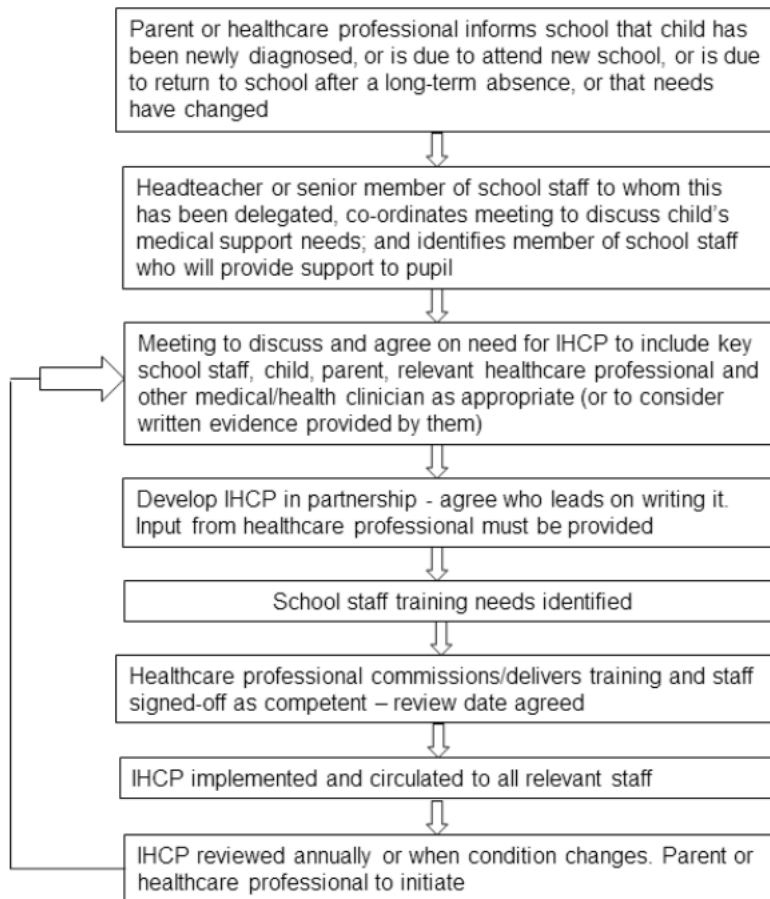 Parent or healthcare professional informs school that child has
been newly diagnosed, or is due to attend new school, or is due
to return to school after a long-term absence, or that needs
have changed
Headteacher or senior member of school staff to whom this
has been delegated, co-ordinates meeting to discuss child's
medical support needs; and identifies member of school staff
who will provide support to pupil
Meeting to discuss and agree on need for IHCP to include key
school staff, child, parent, relevant healthcare professional and
other medical/health clinician as appropriate (or to consider
written evidence provided by them)
Develop IHCP in partnership - agree who leads on writing it.
Input from healthcare professional must be provided
School staff training needs identified
Healthcare professional commissions/delivers training and staff
signed-off as competent – review date agreed
IHCP implemented and circulated to all relevant staff
IHCP reviewed annually or when condition changes. Parent or
healthcare professional to initiate